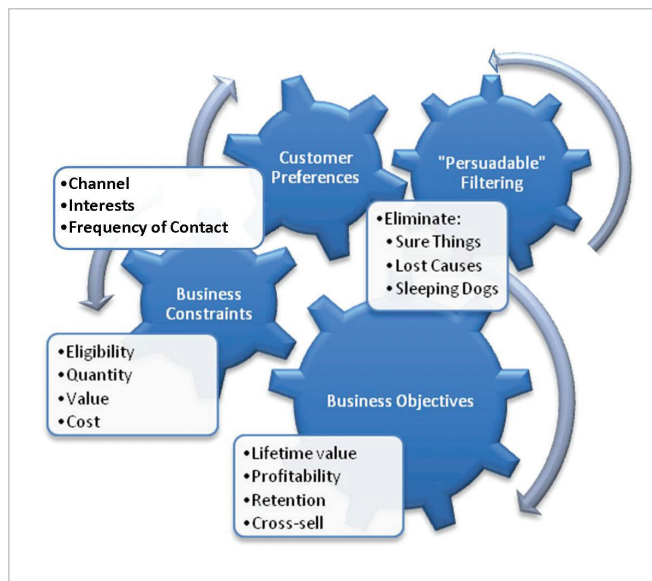 Customer
Preferences
"Persuadable"
Filtering
•Channel
•Interests
•Frequency of Contact
•Eliminate:
•Sure Things
•Lost Causes
•Sleeping Dogs
Business
Constraints
•Eligibility
•Quantity
•Value
•Cost
Business Objectives
•Lifetime value
•Profitability
•Retention
•Cross-sell